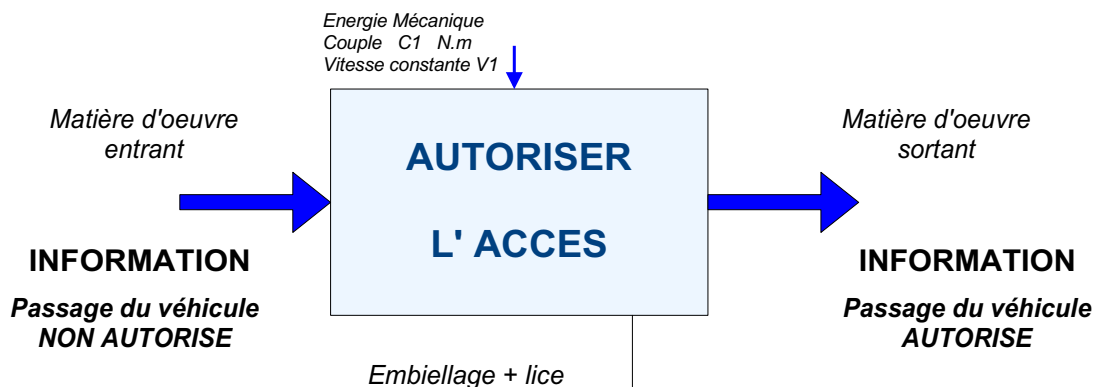 Energie Mécanique
Couple C1 N.m
Vitesse constante V1
Matière d'oeuvre
entrant
AUTORISER
L' ACCES
Matière d'oeuvre
sortant
INFORMATION
Passage du véhicule
NON AUTORISE
INFORMATION
Passage du véhicule
AUTORISE
Embiellage + lice